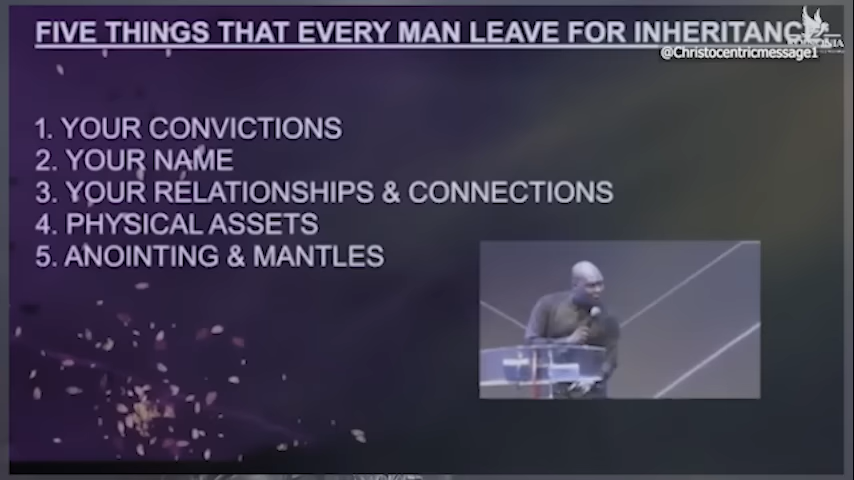 FIVE THINGS THAT EVERY MAN LEAVE FOR INHERITANCE
@Christocentricmessage1
1. YOUR CONVICTIONS
2. YOUR NAME
3. YOUR RELATIONSHIPS & CONNECTIONS
4. PHYSICAL ASSETS
5. ANOINTING & MANTLES